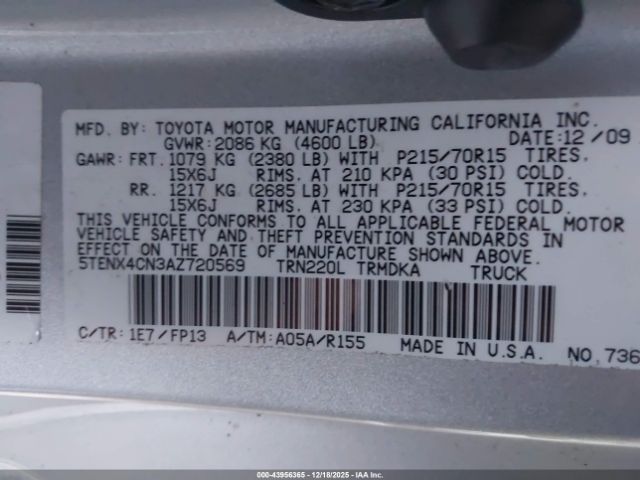 MFD. BY: TOYOTA MOTOR MANUFACTURING CALIFORNIA INC.
GVWR: 2086 KG (4600 LB) DATE: 12/09
GAWR: FRT. 1079 KG (2380 LB) WITH P215/70R15 TIRES.
15X6J RIMS. AT 210 KPA (30 PSI) COLD.
RR. 1217 KG (2685 LB) WITH P215/70R15 TIRES.
15X6J RIMS. AT 230 KPA (33 PSI) COLD.
THIS VEHICLE CONFORMS TO ALL APPLICABLE FEDERAL MOTOR
VEHICLE SAFETY AND THEFT PREVENTION STANDARDS IN
EFFECT ON THE DATE OF MANUFACTURE SHOWN ABOVE.
5TENX4CN3AZ720569 TRN220L TRMDKA TRUCK
C/TR: 1E7/FP13 A/TM: A05A/R155 MADE IN U.S.A. NO. 736
000-43956365 - 12/18/2025 - IAA Inc.